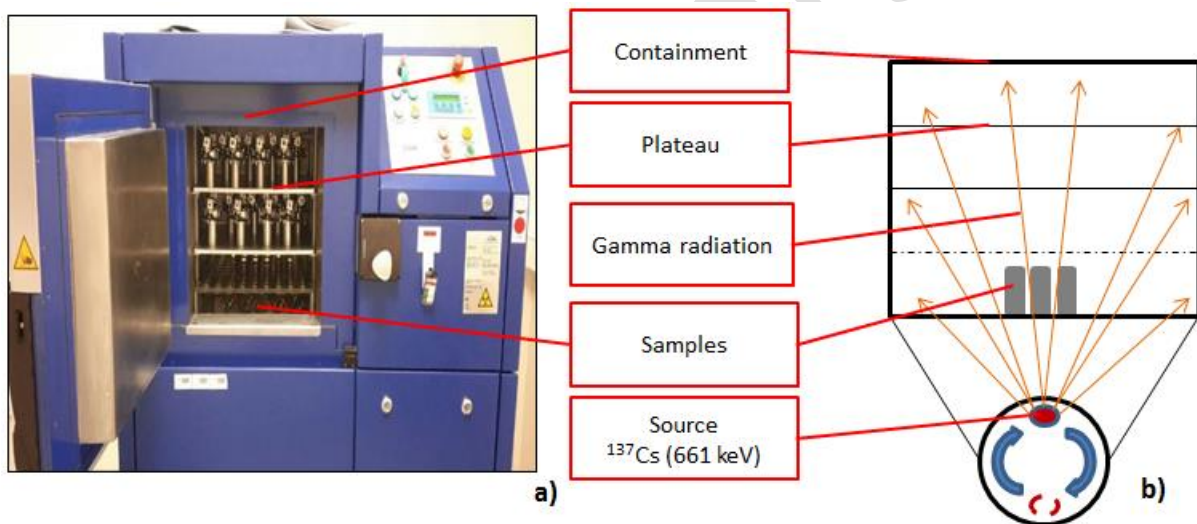 Containment
Plateau
Gamma radiation
Samples
Source
¹³⁷Cs (661 keV)
a)
b)